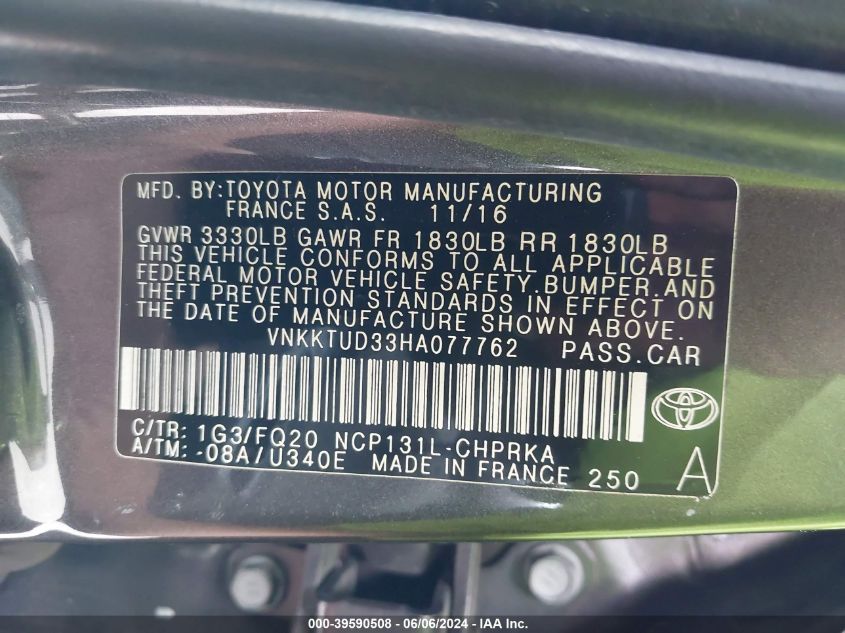 MFD. BY:TOYOTA MOTOR MANUFACTURING
FRANCE S.A.S. 11/16
GVWR 3330LB GAWR FR 1830LB RR 1830LB
THIS VEHICLE CONFORMS TO ALL APPLICABLE
FEDERAL MOTOR VEHICLE SAFETY,BUMPER,AND
THEFT PREVENTION STANDARDS IN EFFECT ON
THE DATE OF MANUFACTURE SHOWN ABOVE.
VNKKTUD33HA077762 PASS.CAR
C/TR: 1G3/FQ20 NCP131L-CHPRKA
A/TM: -08A/U340E MADE IN FRANCE 250 A
000-39590508 - 06/06/2024 - COPYRIGHT IAA, Inc.